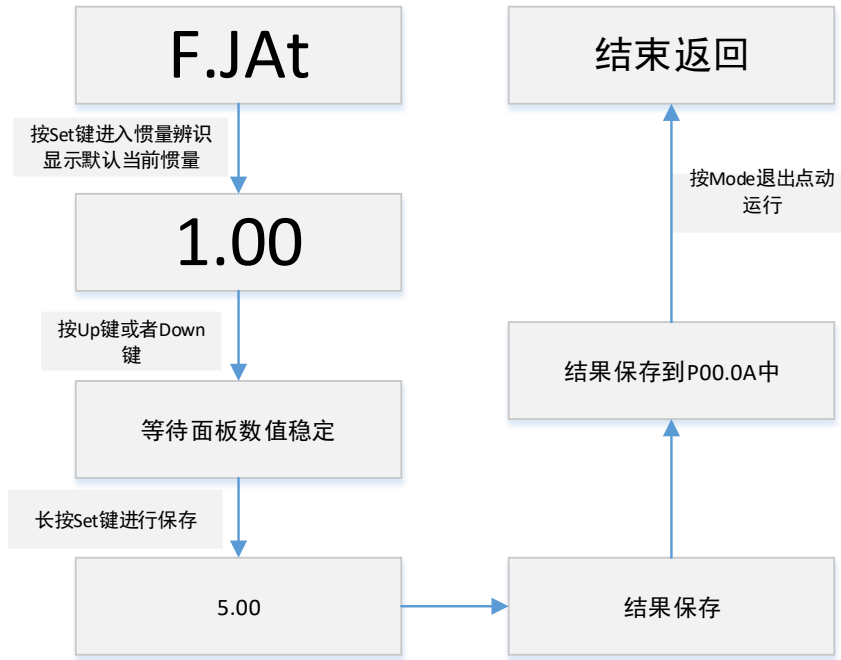 F.JAt
按Set键进入惯量辨识
显示默认当前惯量
1.00
按Up键或者Down
键
等待面板数值稳定
长按Set键进行保存
5.00
结果保存
结果保存到P00.0A中
按Mode退出点动
运行
结束返回